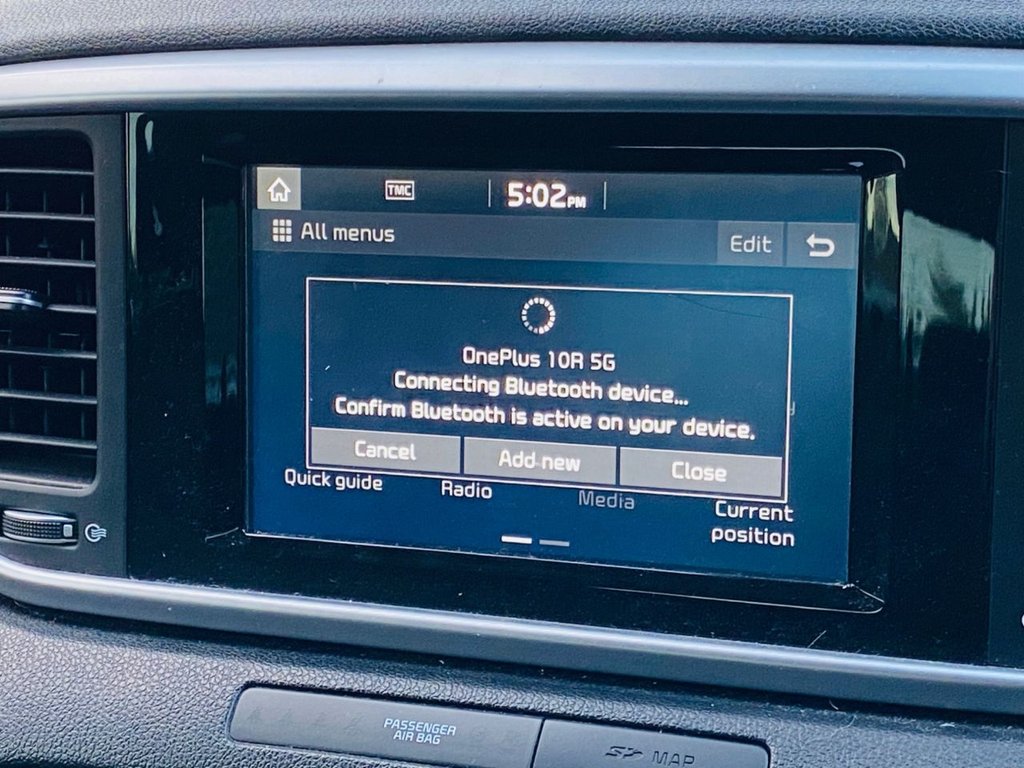 TMC
5:02PM
All menus
Edit
OnePlus 10R 5G
Connecting Bluetooth device...
Confirm Bluetooth is active on your device.
Cancel
Add new
Close
Quick guide
Radio
Media
Current
position
PASSENGER
AIR BAG
SD MAP